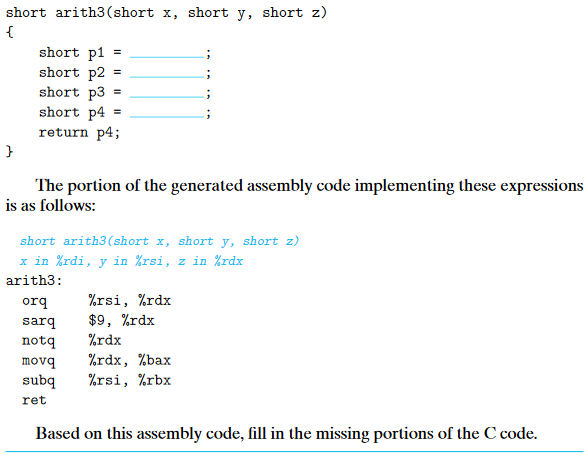 short arith3(short x, short y, short z)
{
short p1 = ________;
short p2 = ________;
short p3 = ________;
short p4 = ________;
return p4;
}
The portion of the generated assembly code implementing these expressions
is as follows:
short arith3(short x, short y, short z)
x in %rdi, y in %rsi, z in %rdx
arith3:
orq %rsi, %rdx
sarq $9, %rdx
notq %rdx
movq %rdx, %bax
subq %rsi, %rbx
ret
Based on this assembly code, fill in the missing portions of the C code.